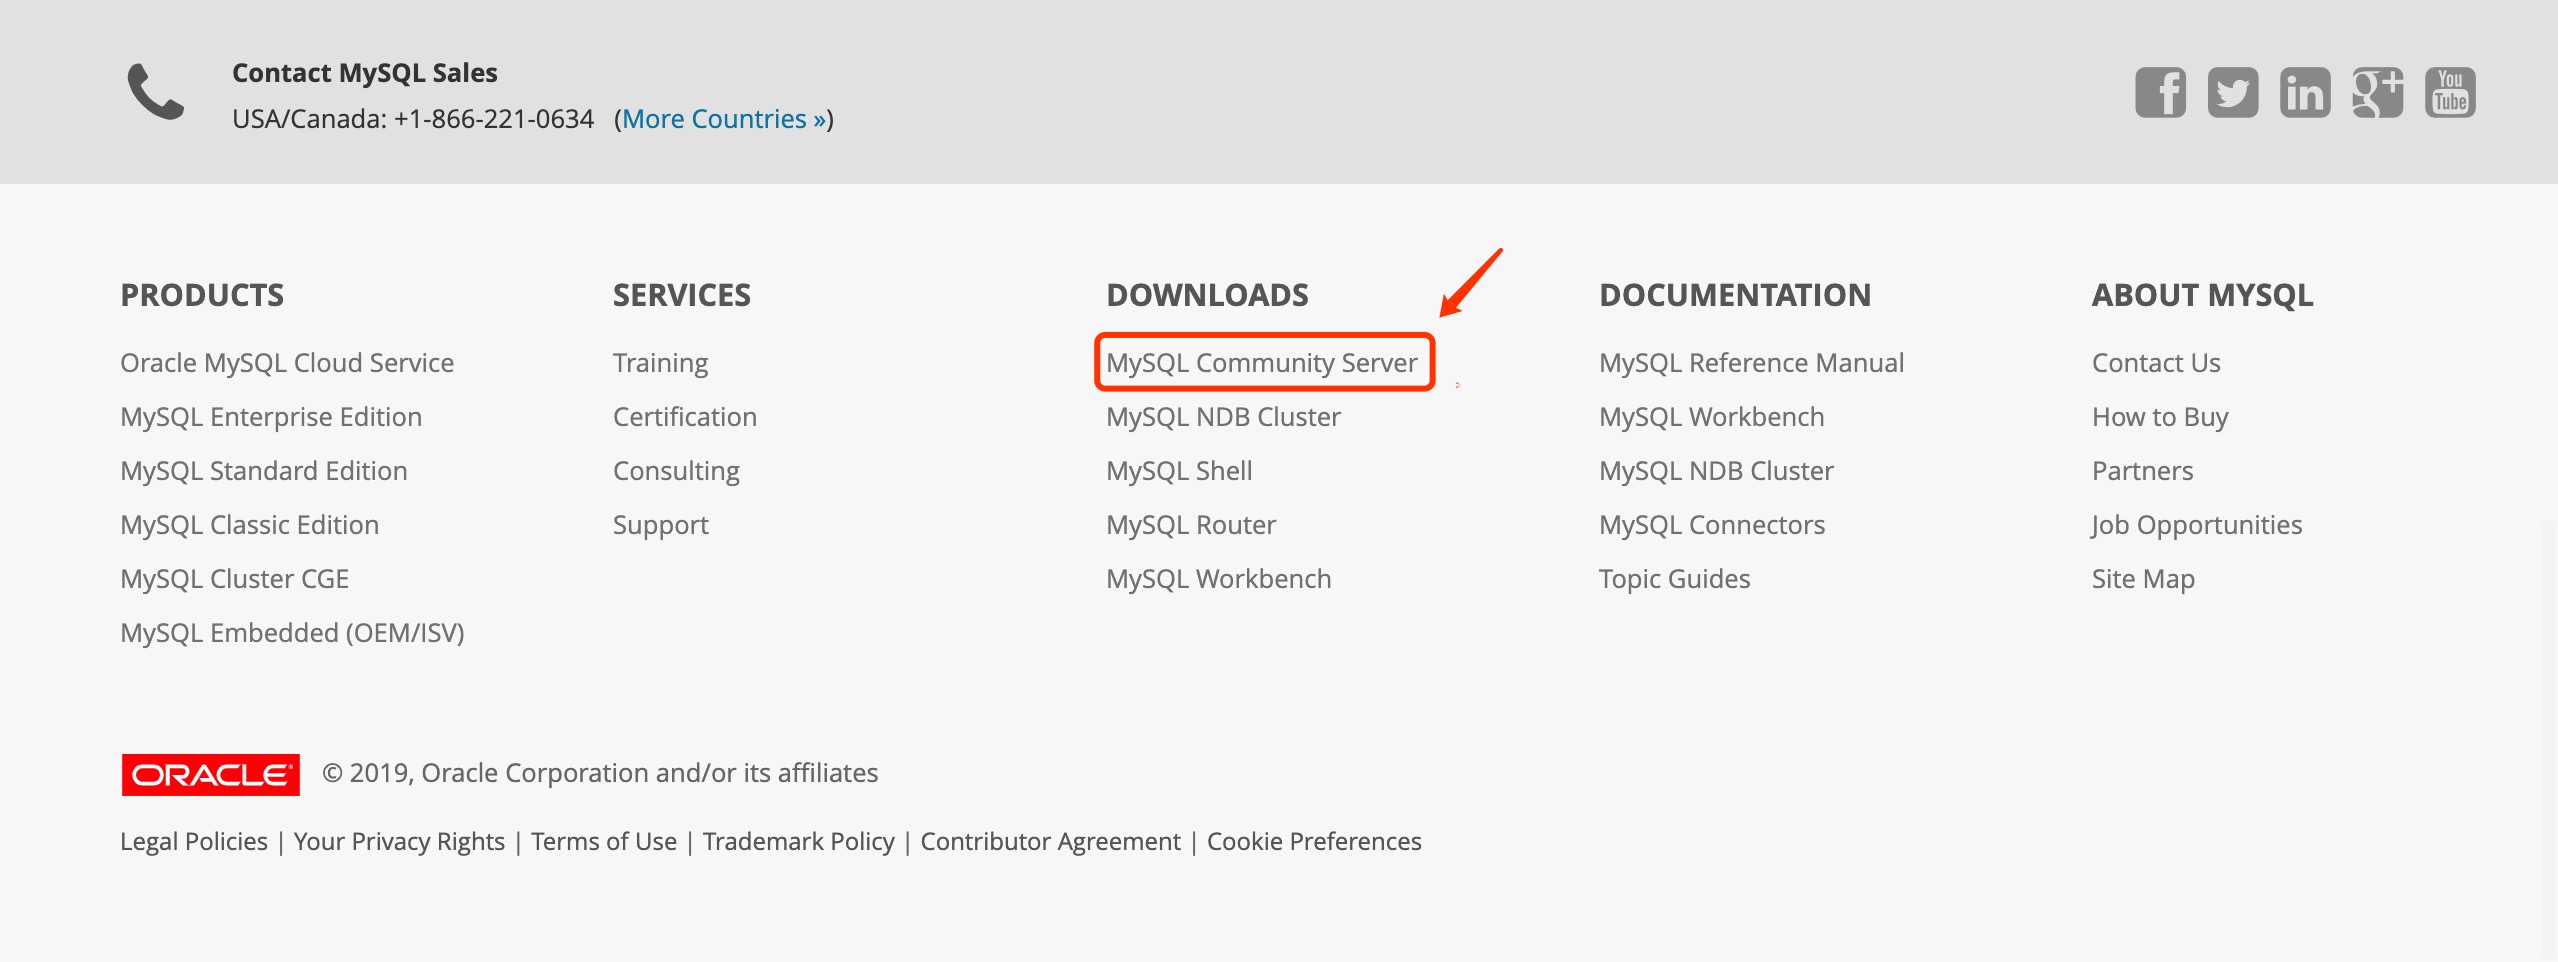 Contact MySQL Sales
USA/Canada: +1-866-221-0634 (More Countries »)
f
in
g+
You
Tube
PRODUCTS
Oracle MySQL Cloud Service
MySQL Enterprise Edition
MySQL Standard Edition
MySQL Classic Edition
MySQL Cluster CGE
MySQL Embedded (OEM/ISV)
SERVICES
Training
Certification
Consulting
Support
DOWNLOADS
MySQL Community Server
MySQL NDB Cluster
MySQL Shell
MySQL Router
MySQL Workbench
DOCUMENTATION
MySQL Reference Manual
MySQL Workbench
MySQL NDB Cluster
MySQL Connectors
Topic Guides
ABOUT MYSQL
Contact Us
How to Buy
Partners
Job Opportunities
Site Map
ORACLE® © 2019, Oracle Corporation and/or its affiliates
Legal Policies | Your Privacy Rights | Terms of Use | Trademark Policy | Contributor Agreement | Cookie Preferences